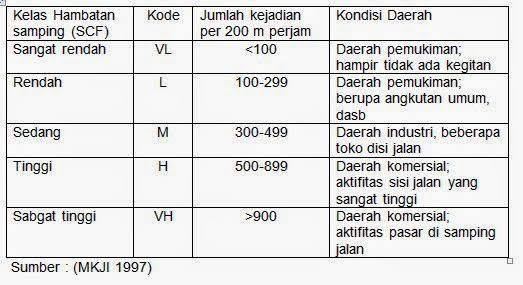 Kelas Hambatan samping (SCF) Kode Jumlah kejadian per 200 m perjam Kondisi Daerah
Sangat rendah VL <100 Daerah pemukiman; hampir tidak ada kegitan
Rendah L 100-299 Daerah pemukiman; berupa angkutan umum, dasb
Sedang M 300-499 Daerah industri, beberapa toko disi jalan
Tinggi H 500-899 Daerah komersial; aktifitas sisi jalan yang sangat tinggi
Sabgat tinggi VH >900 Daerah komersial; aktifitas pasar di samping jalan
Sumber : (MKJI 1997)